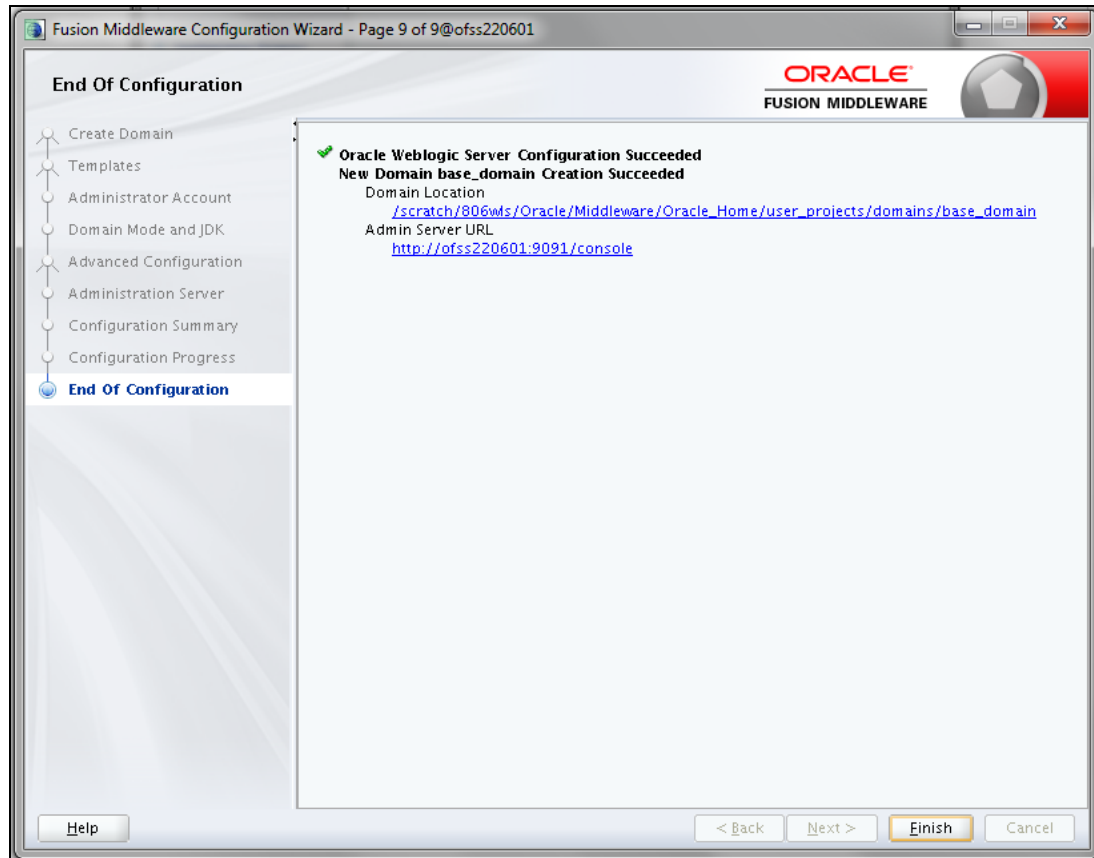 Fusion Middleware Configuration Wizard - Page 9 of 9@ofss220601
End Of Configuration
ORACLE
FUSION MIDDLEWARE
Create Domain
Templates
Administrator Account
Domain Mode and JDK
Advanced Configuration
Administration Server
Configuration Summary
Configuration Progress
End Of Configuration
Oracle Weblogic Server Configuration Succeeded
New Domain base_domain Creation Succeeded
Domain Location
/scratch/806wls/Oracle/Middleware/Oracle_Home/user_projects/domains/base_domain
Admin Server URL
http://ofss220601:9091/console
Help
< Back
Next >
Finish
Cancel